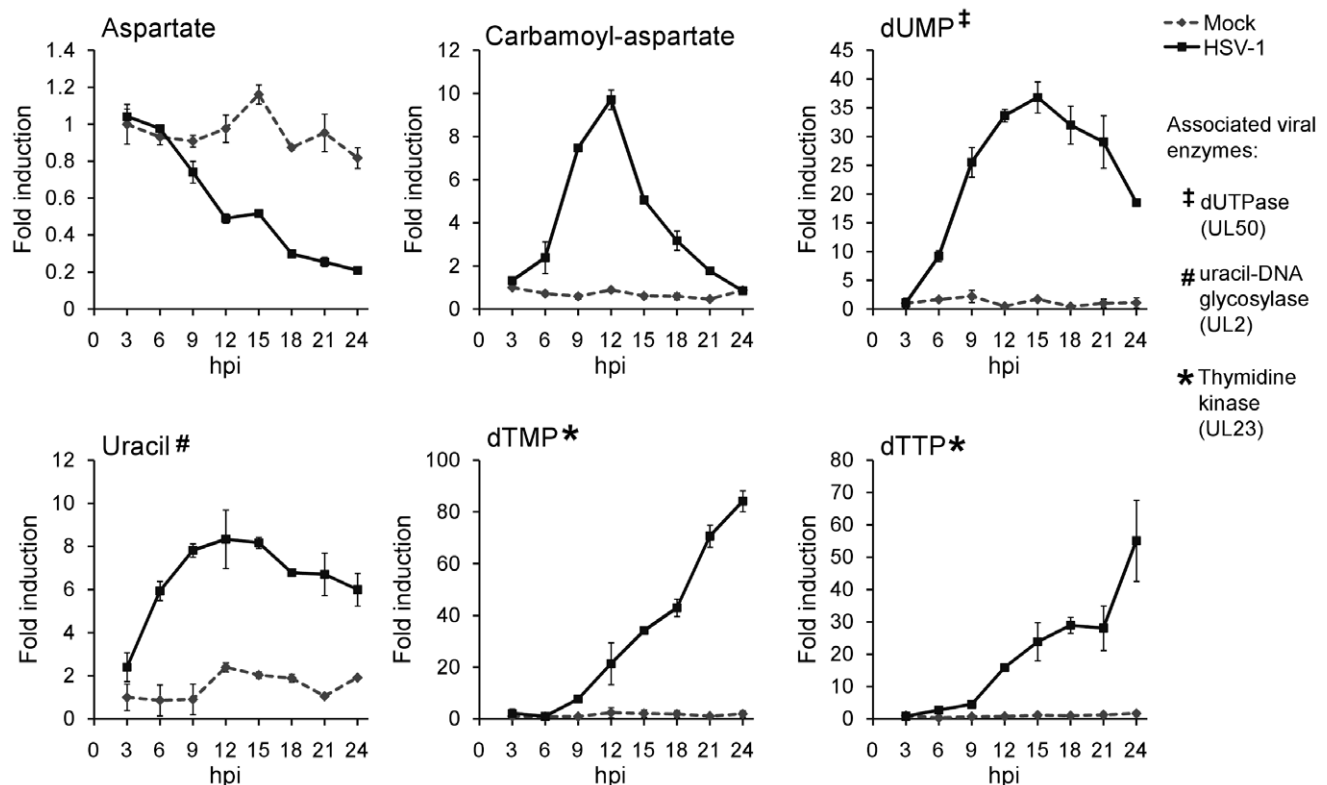 Aspartate
1.4
1.2
1
0.8
0.6
0.4
0.2
0
Fold induction
0 3 6 9 12 15 18 21 24
hpi
Carbamoyl-aspartate
12
10
8
6
4
2
0
Fold induction
0 3 6 9 12 15 18 21 24
hpi
dUMP‡
45
40
35
30
25
20
15
10
5
0
Fold induction
0 3 6 9 12 15 18 21 24
hpi
Mock
HSV-1
Associated viral
enzymes:
‡ dUTPase
(UL50)
# uracil-DNA
glycosylase
(UL2)
* Thymidine
kinase
(UL23)
Uracil #
12
10
8
6
4
2
0
Fold induction
0 3 6 9 12 15 18 21 24
hpi
dTMP *
100
80
60
40
20
0
Fold induction
0 3 6 9 12 15 18 21 24
hpi
dTTP *
80
70
60
50
40
30
20
10
0
Fold induction
0 3 6 9 12 15 18 21 24
hpi